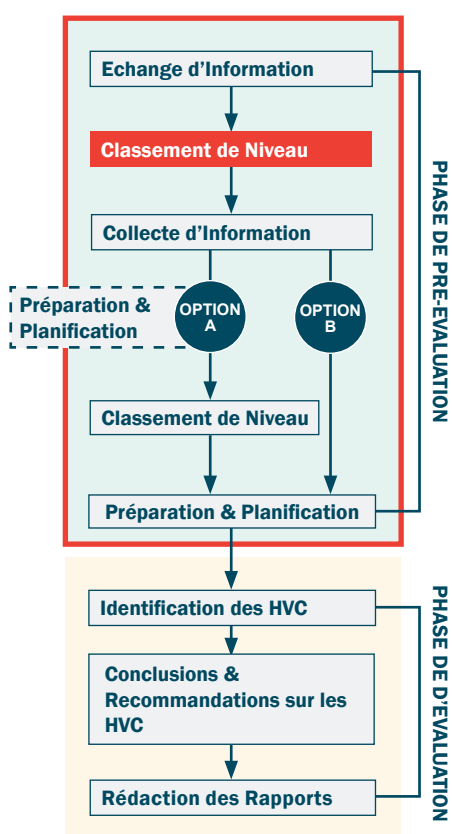 Echange d'Information
Classement de Niveau
Collecte d'Information
Préparation &
Planification
OPTION
A
OPTION
B
Classement de Niveau
Préparation & Planification
PHASE DE PRE-EVALUATION
Identification des HVC
Conclusions &
Recommandations sur les
HVC
Rédaction des Rapports
PHASE DE D'EVALUATION